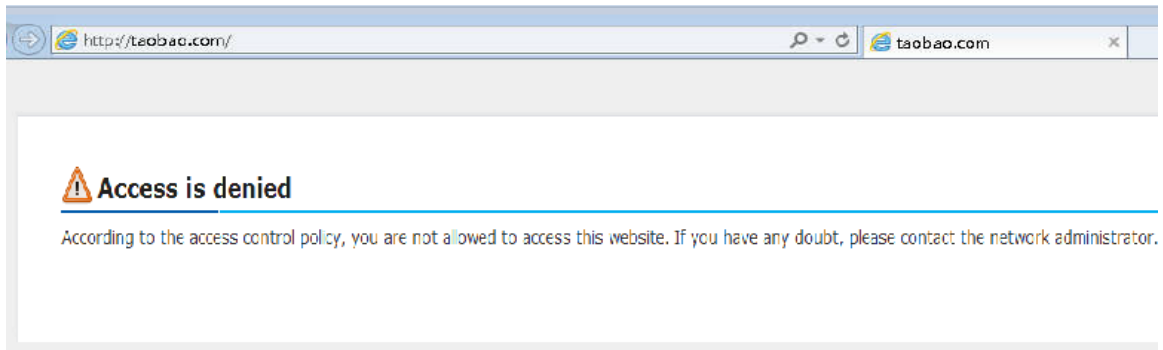 http://taobao.com/
taobao.com
Access is denied
According to the access control policy, you are not allowed to access this website. If you have any doubt, please contact the network administrator.